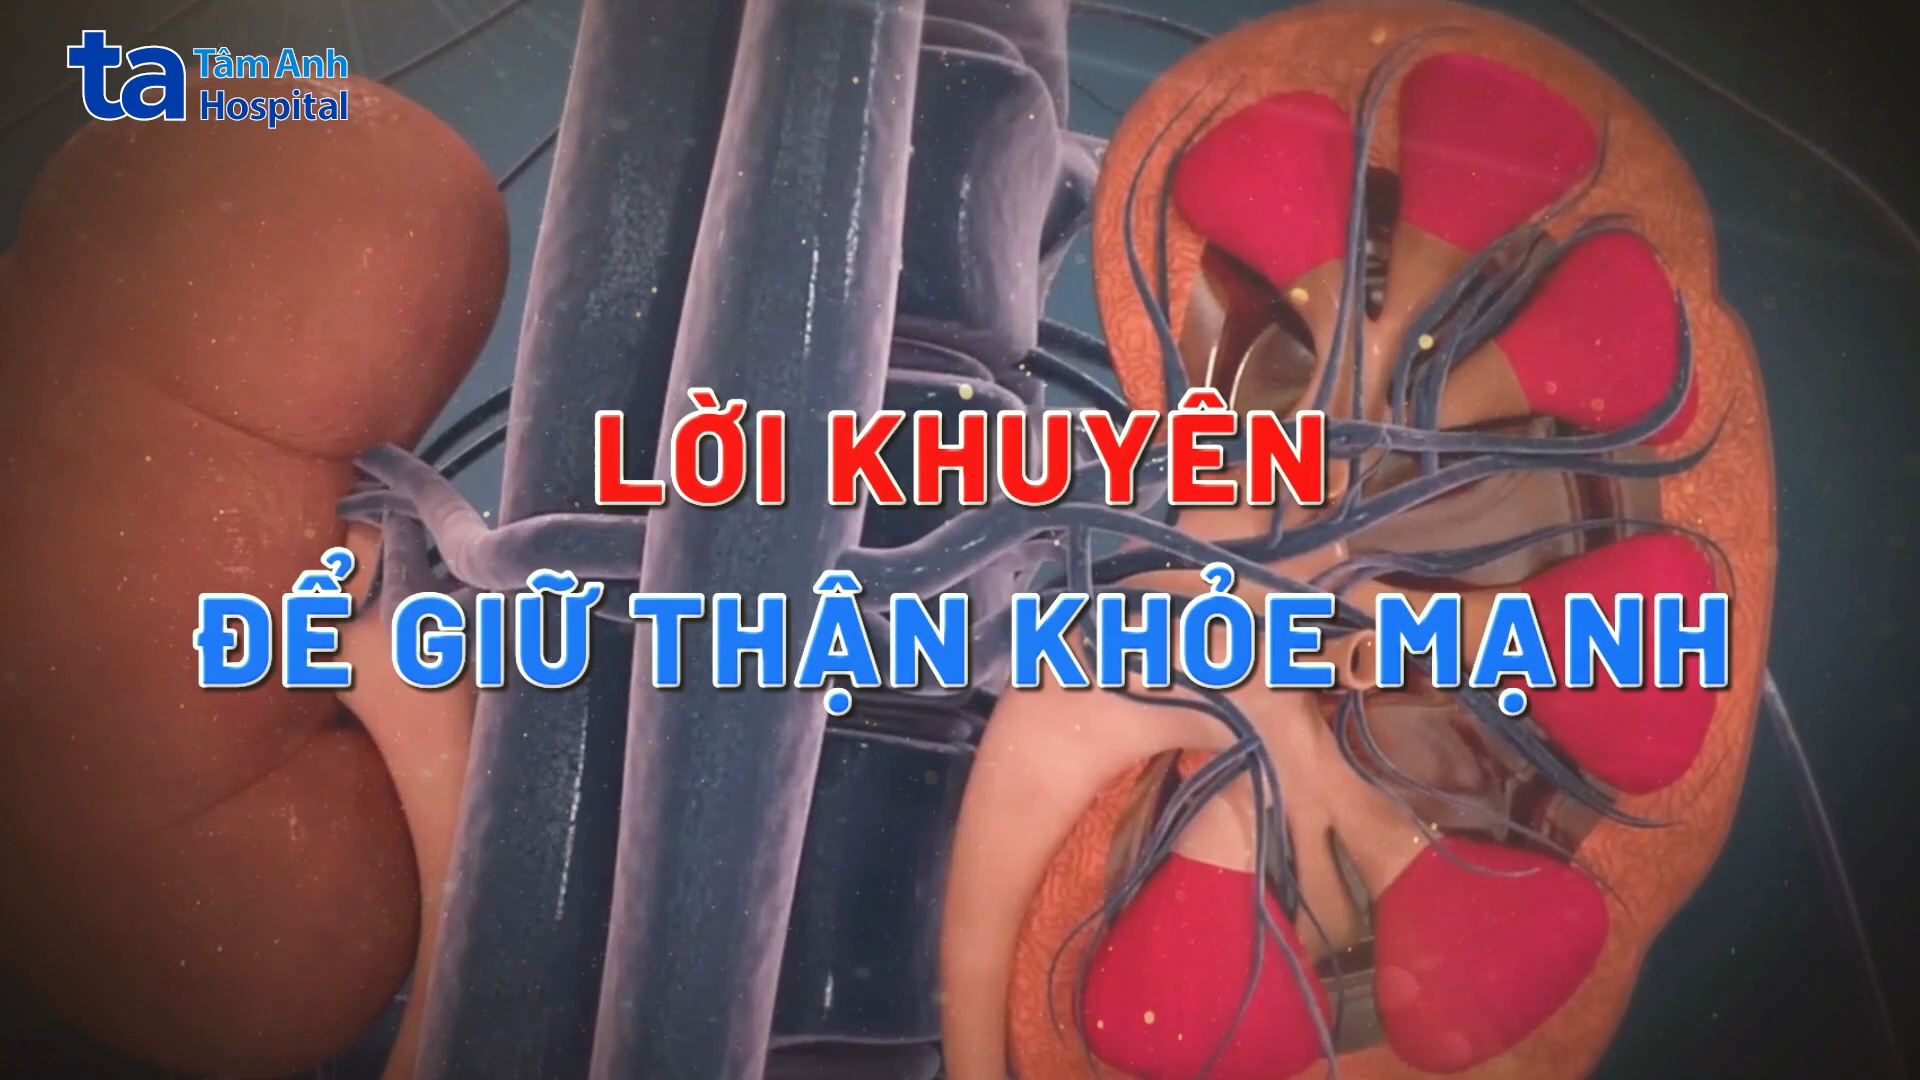 ta Tâm Anh
Hospital
LỜI KHUYÊN
ĐỂ GIỮ THẬN KHỎE MẠNH